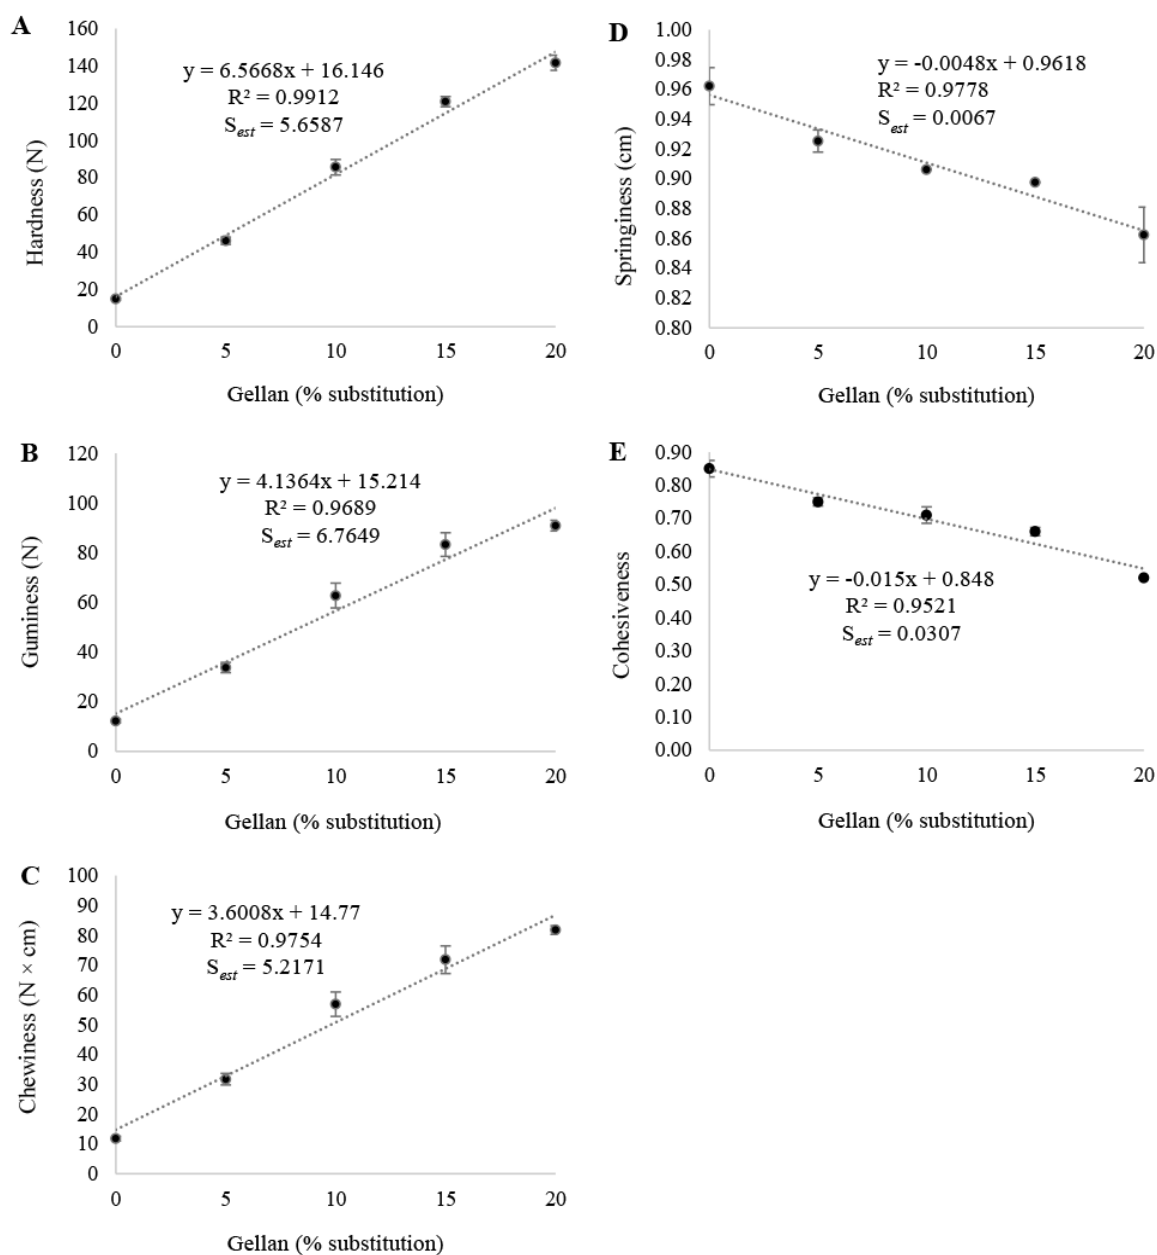 A
160
140
120
100
80
60
40
20
0
Hardness (N)
y = 6.5668x + 16.146
R² = 0.9912
Sest = 5.6587
0 5 10 15 20
Gellan (% substitution)
D
1.00
0.98
0.96
0.94
0.92
0.90
0.88
0.86
0.84
0.82
0.80
Springiness (cm)
y = -0.0048x + 0.9618
R² = 0.9778
Sest = 0.0067
0 5 10 15 20
Gellan (% substitution)
B
120
100
80
60
40
20
0
Guminess (N)
y = 4.1364x + 15.214
R² = 0.9689
Sest = 6.7649
0 5 10 15 20
Gellan (% substitution)
E
0.90
0.80
0.70
0.60
0.50
0.40
0.30
0.20
0.10
0.00
Cohesiveness
y = -0.015x + 0.848
R² = 0.9521
Sest = 0.0307
0 5 10 15 20
Gellan (% substitution)
C
100
90
80
70
60
50
40
30
20
10
0
Chewiness (N × cm)
y = 3.6008x + 14.77
R² = 0.9754
Sest = 5.2171
0 5 10 15 20
Gellan (% substitution)